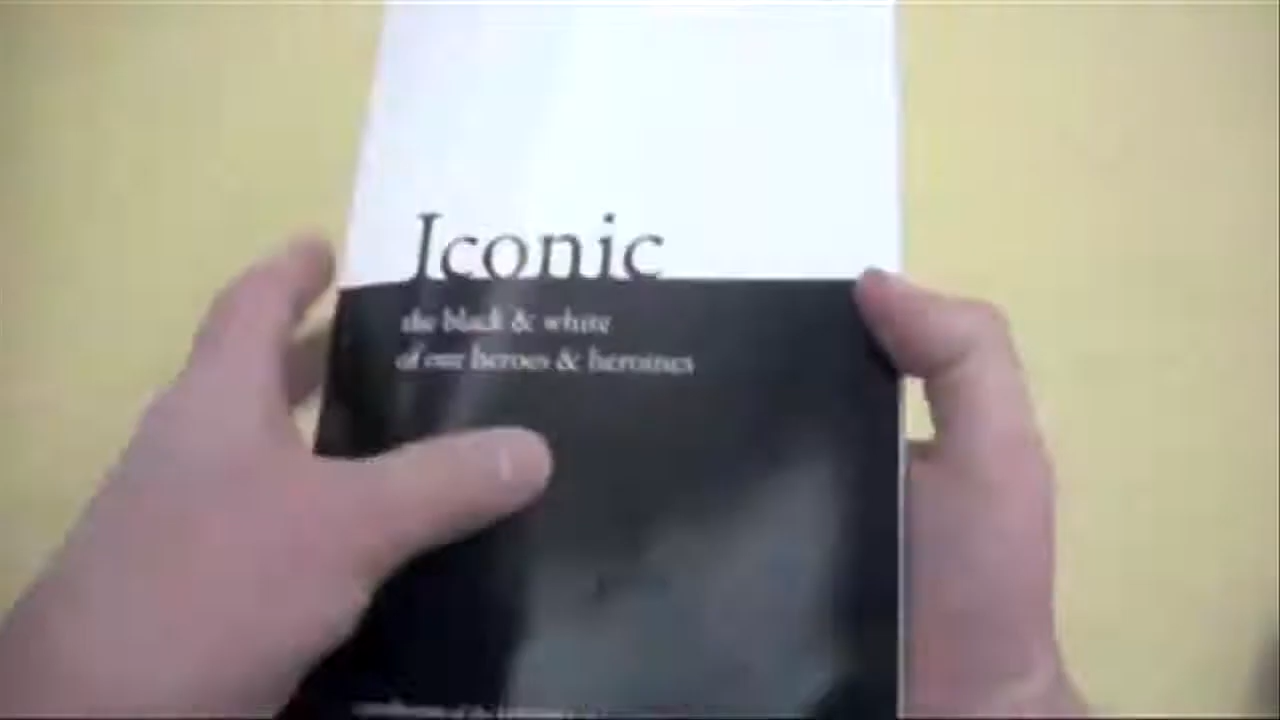 Iconic
the black & white
of our heroes & heroines